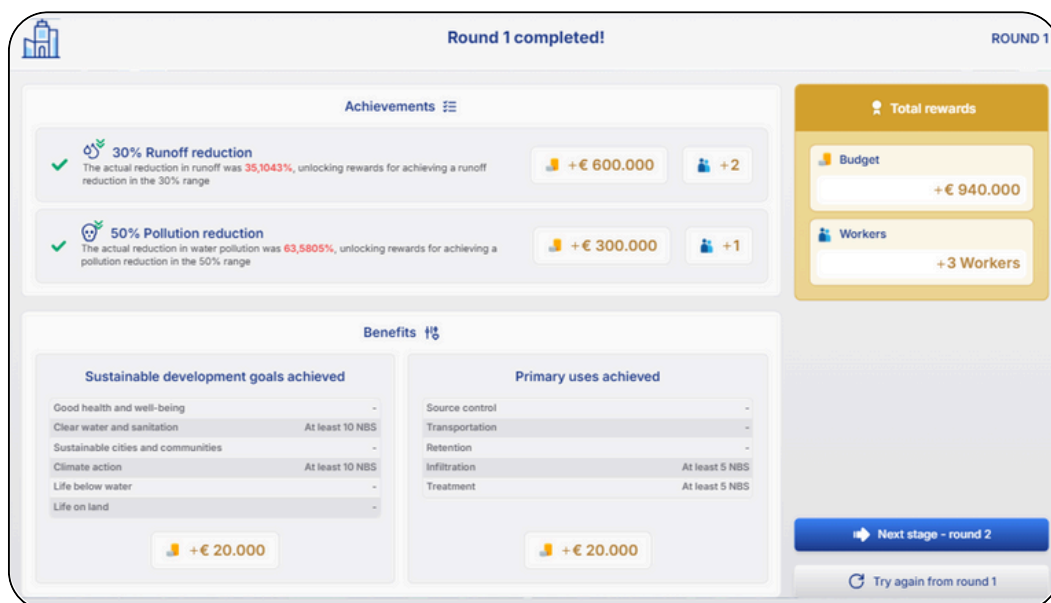 Round 1 completed!
ROUND 1
Achievements
30% Runoff reduction
The actual reduction in runoff was 35,1043%, unlocking rewards for achieving a runoff
reduction in the 30% range
+€ 600.000
+2
50% Pollution reduction
The actual reduction in water pollution was 63,5805%, unlocking rewards for achieving a
pollution reduction in the 50% range
+€ 300.000
+1
Total rewards
Budget
+€ 940.000
Workers
+3 Workers
Benefits
Sustainable development goals achieved
Good health and well-being -
Clear water and sanitation At least 10 NBS
Sustainable cities and communities -
Climate action At least 10 NBS
Life below water -
Life on land -
+€ 20.000
Primary uses achieved
Source control -
Transportation -
Retention -
Infiltration At least 5 NBS
Treatment At least 5 NBS
+€ 20.000
Next stage - round 2
Try again from round 1